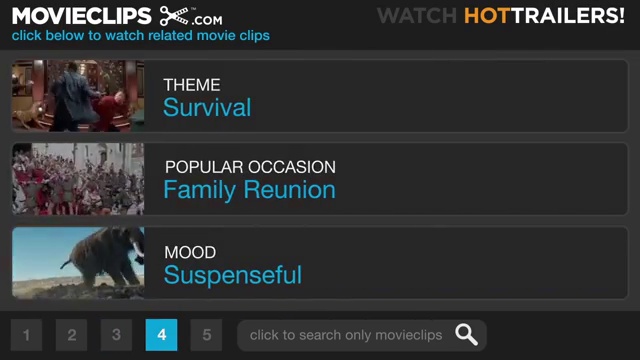 MOVIECLIPS .COM
WATCH HOTTRAILERS!
click below to watch related movie clips
THEME
Survival
POPULAR OCCASION
Family Reunion
MOOD
Suspenseful
1 2 3 4 5 click to search only movieclips